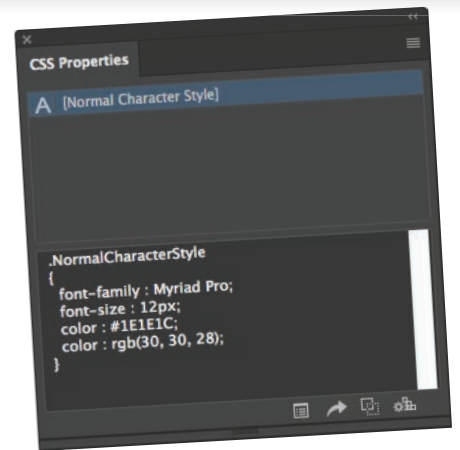 CSS Properties
A [Normal Character Style]
.NormalCharacterStyle
{
font-family : Myriad Pro;
font-size : 12px;
color : #1E1E1C;
color : rgb(30, 30, 28);
}